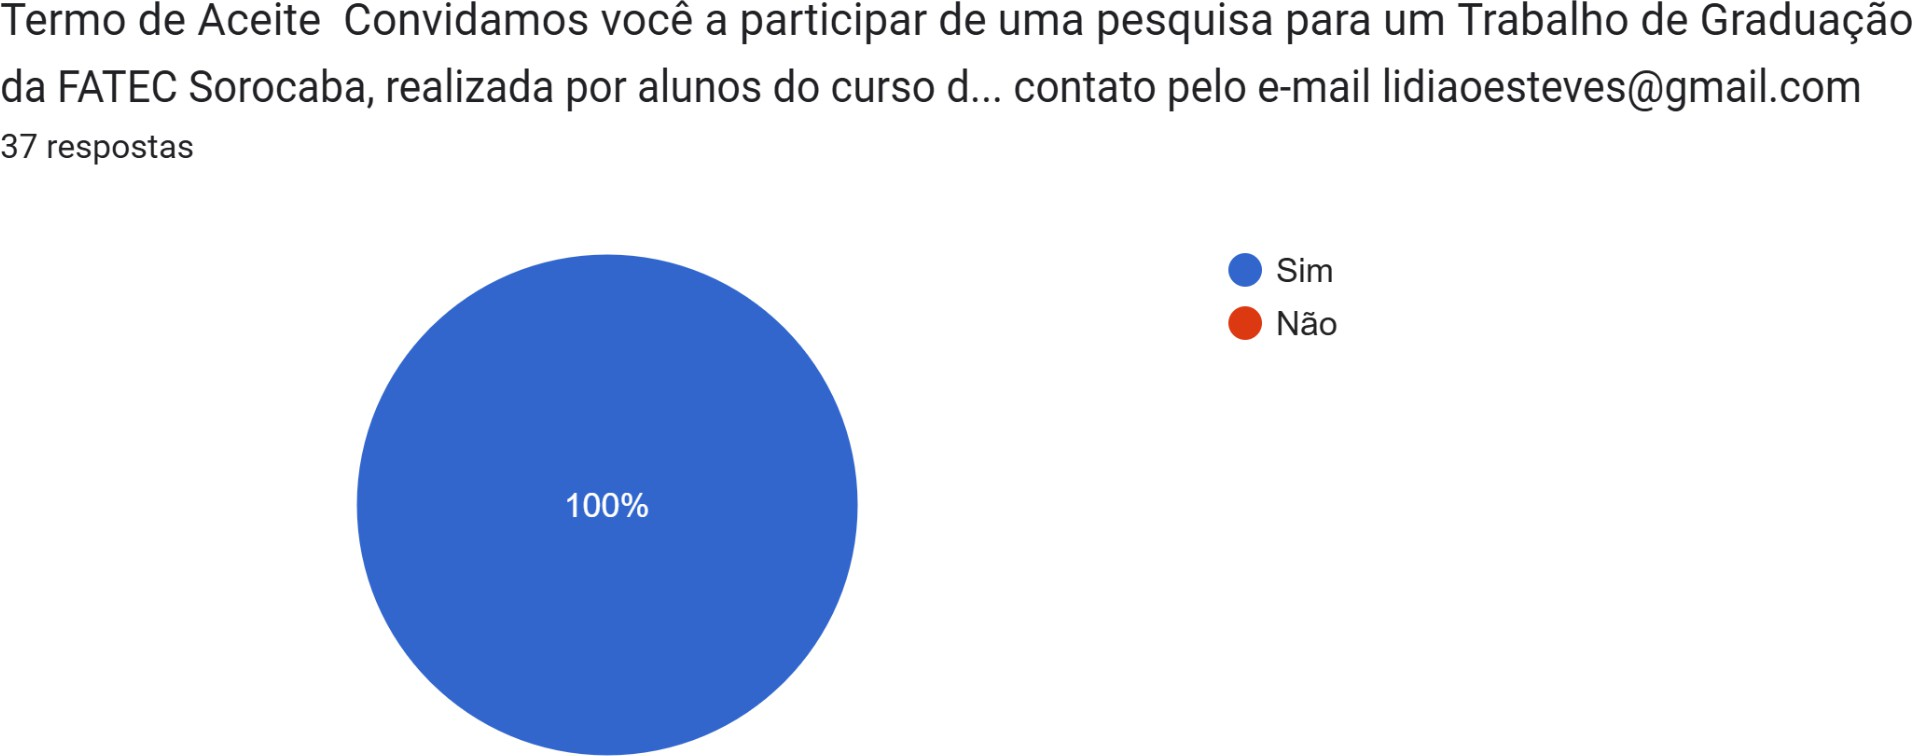 Termo de Aceite  Convidamos você a participar de uma pesquisa para um Trabalho de Graduação
da FATEC Sorocaba, realizada por alunos do curso d... contato pelo e-mail lidiaoesteves@gmail.com
37 respostas
Sim
Não
100%